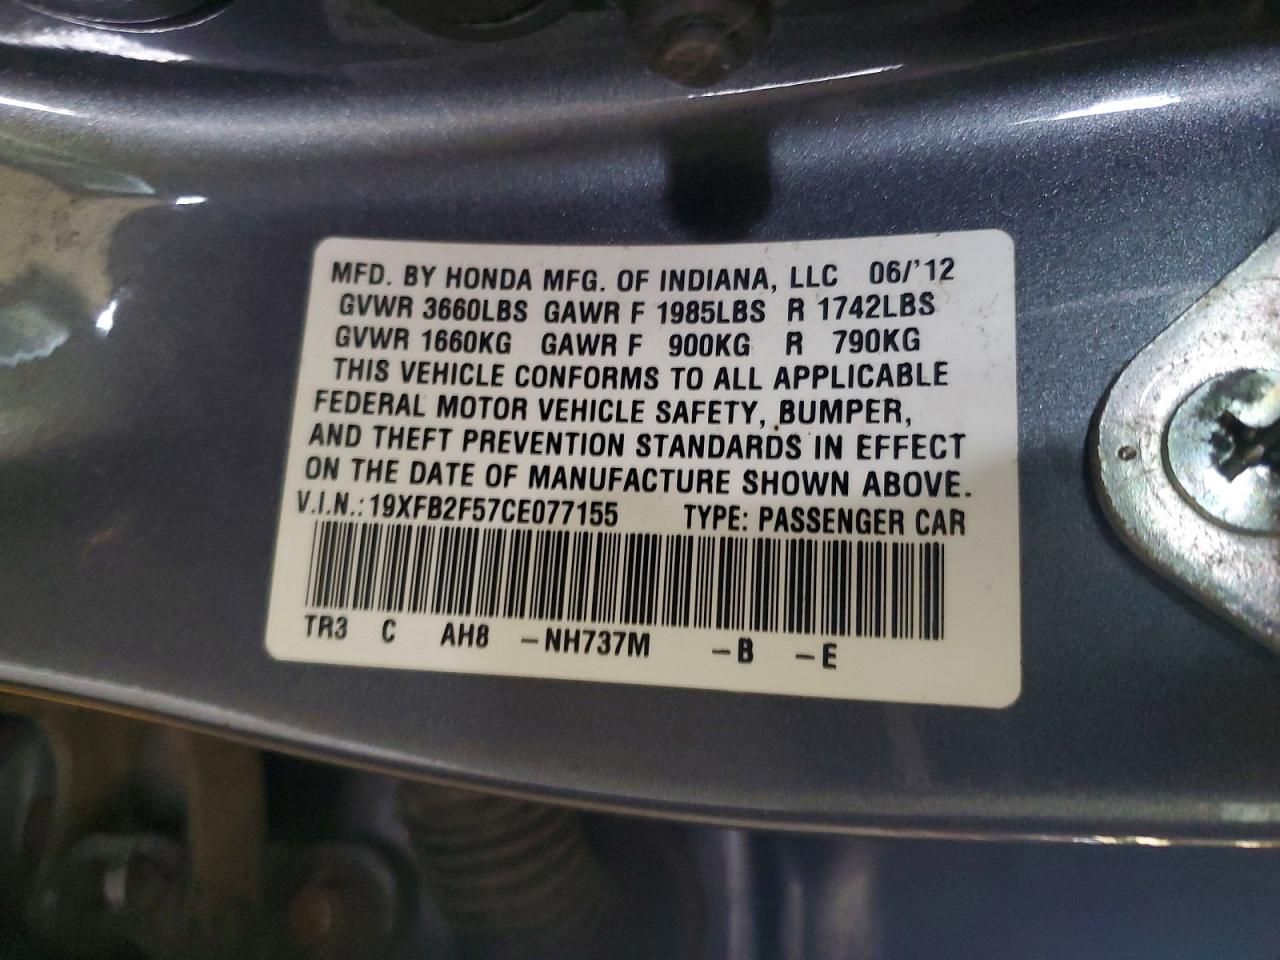 MFD. BY HONDA MFG. OF INDIANA, LLC 06/'12
GVWR 3660LBS GAWR F 1985LBS R 1742LBS
GVWR 1660KG GAWR F 900KG R 790KG
THIS VEHICLE CONFORMS TO ALL APPLICABLE
FEDERAL MOTOR VEHICLE SAFETY, BUMPER,
AND THEFT PREVENTION STANDARDS IN EFFECT
ON THE DATE OF MANUFACTURE SHOWN ABOVE.
V.I.N.: 19XFB2F57CE077155 TYPE: PASSENGER CAR
TR3 C AH8 -NH737M -B -E